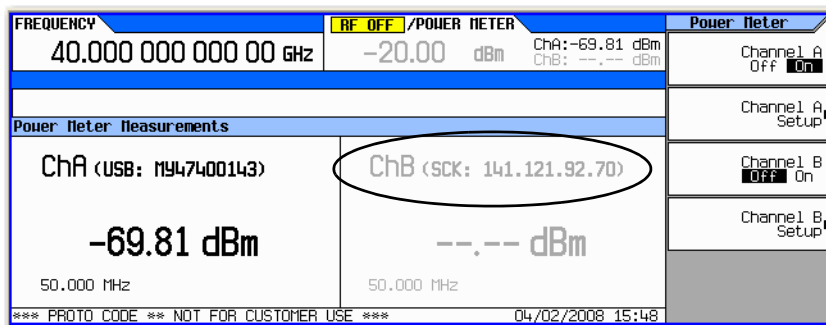 FREQUENCY
40.000 000 000 00 GHz
RF OFF /POWER METER
-20.00 dBm
ChA:-69.81 dBm
ChB: --.-- dBm
Power Meter Measurements
ChA (USB: MY47400143)
-69.81 dBm
50.000 MHz
ChB (SCK: 141.121.92.70)
--.-- dBm
50.000 MHz
*** PROTO CODE ** NOT FOR CUSTOMER USE ***
04/02/2008 15:48
Power Meter
Channel A
Off On
Channel A
Setup
Channel B
Off On
Channel B
Setup